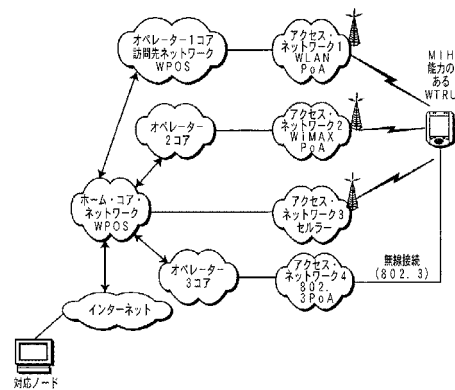 オペレーター1コア
訪問先ネットワーク
WPOS
アクセス・
ネットワーク1
WLAN
PoA
MIH
能力の
ある
WTRU
オペレーター
2コア
アクセス・
ネットワーク2
WiMAX
PoA
ホーム・コア・
ネットワーク
WPOS
アクセス・
ネットワーク3
セルラー
オペレーター
3コア
アクセス・
ネットワーク4
802.
3PoA
無線接続
(802.3)
インターネット
対応ノード